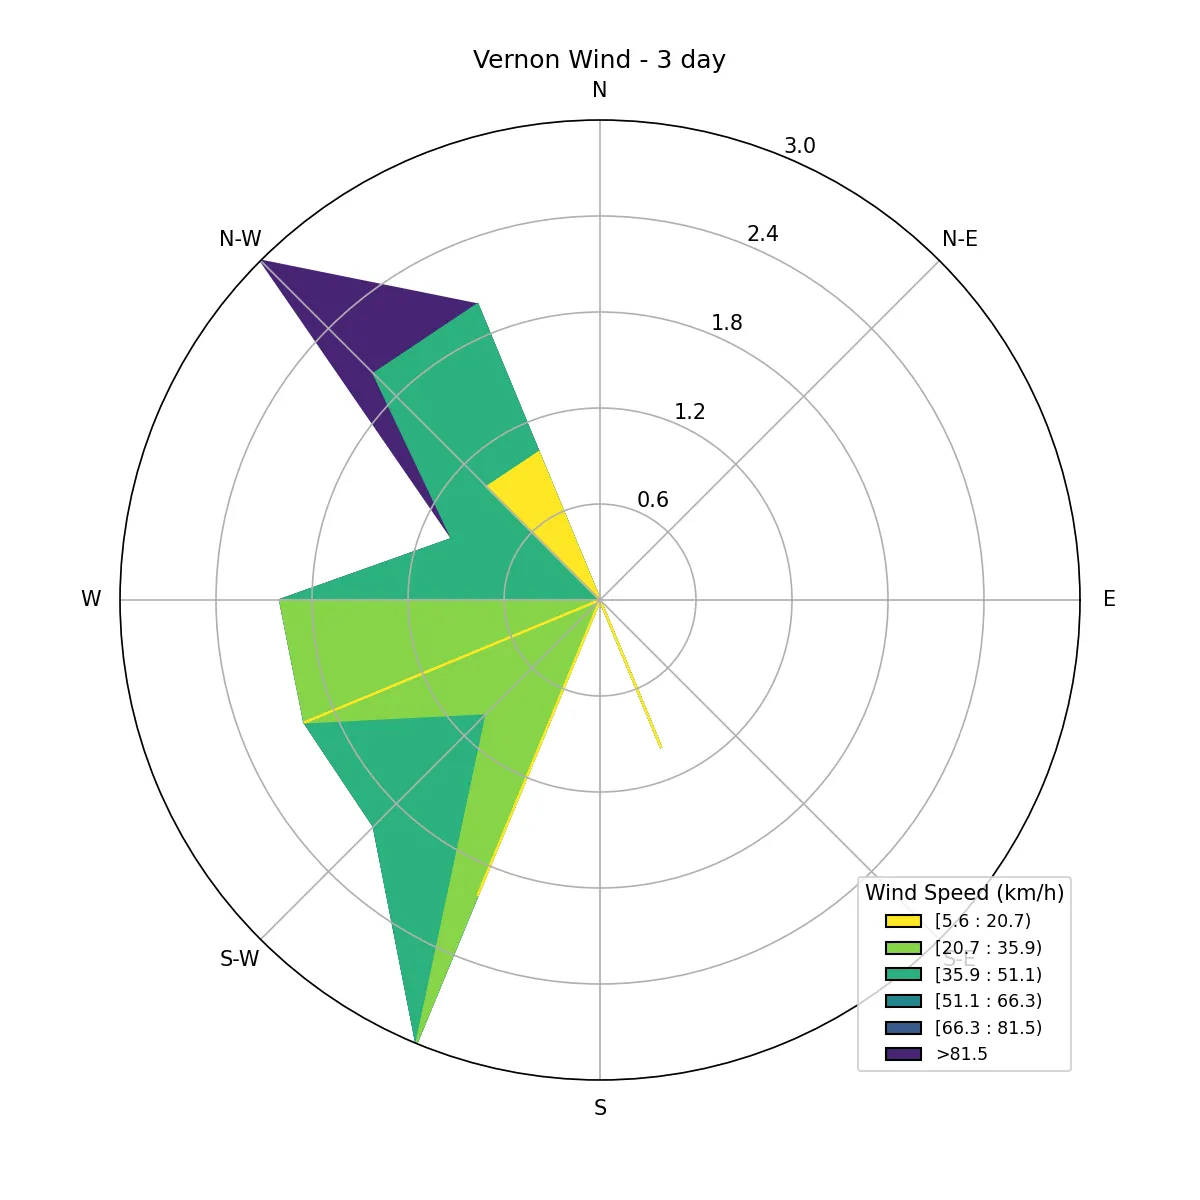 Vernon Wind - 3 day
N
3.0
N-W
N-E
2.4
1.8
1.2
0.6
W
E
S-W
S-E
S
Wind Speed (km/h)
[5.6 : 20.7)
[20.7 : 35.9)
[35.9 : 51.1)
[51.1 : 66.3)
[66.3 : 81.5)
>81.5